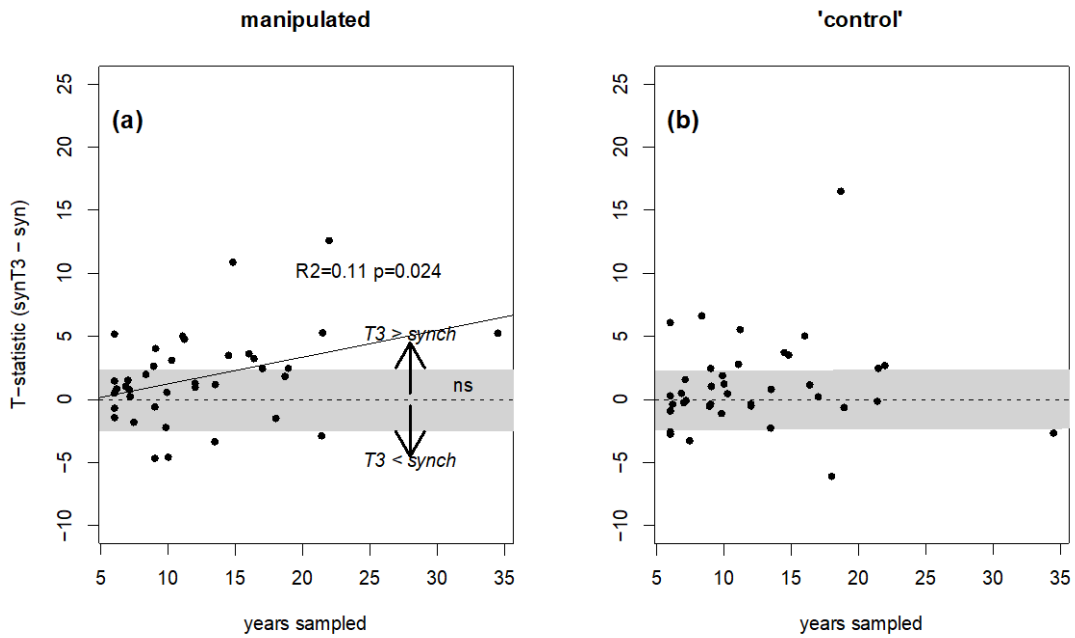 manipulated
'control'
T-statistic (synT3 − syn)
25
20
15
10
5
0
−5
−10
(a)
R2=0.11 p=0.024
T3 > synch
ns
T3 < synch
5 10 15 20 25 30 35
years sampled
25
20
15
10
5
0
−5
−10
(b)
5 10 15 20 25 30 35
years sampled